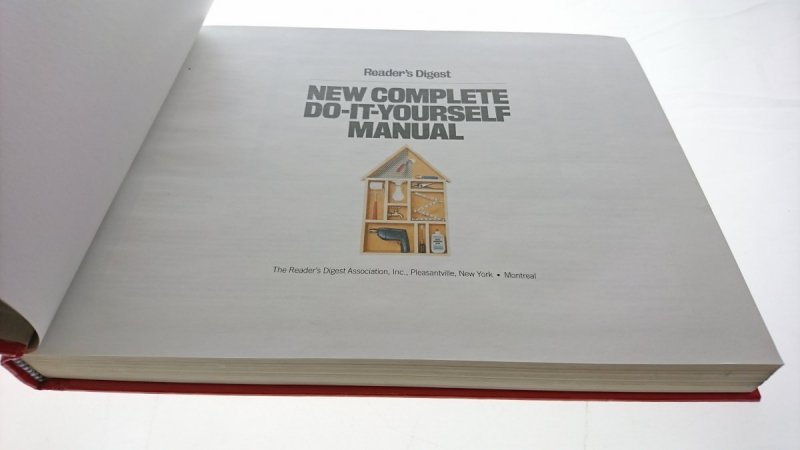 Reader's Digest
NEW COMPLETE
DO-IT-YOURSELF
MANUAL
The Reader's Digest Association, Inc., Pleasantville, New York • Montreal